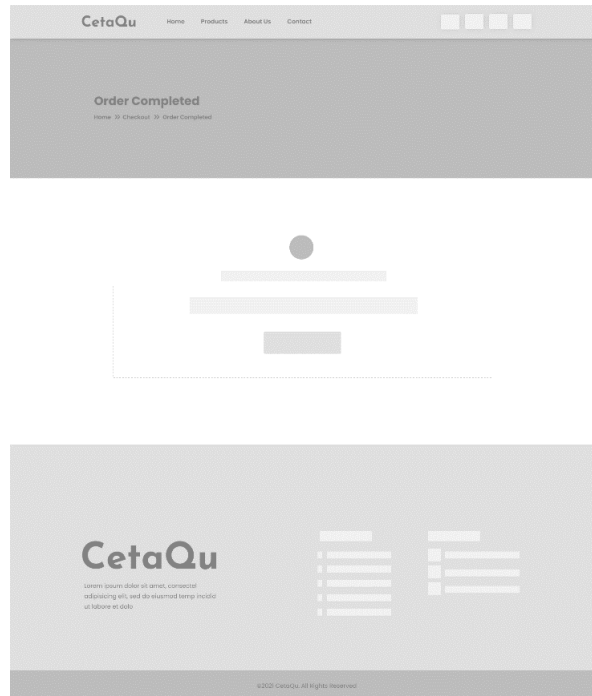 CetaQu
Home Products About Us Contact
Order Completed
Home >> Checkout >> Order Completed
CetaQu
Lorem ipsum dolor sit amet, consectet
adipisicing elit, sed do eiusmod temp incidid
ut labore et dolo
©2021 CetaQu. All Rights Reserved